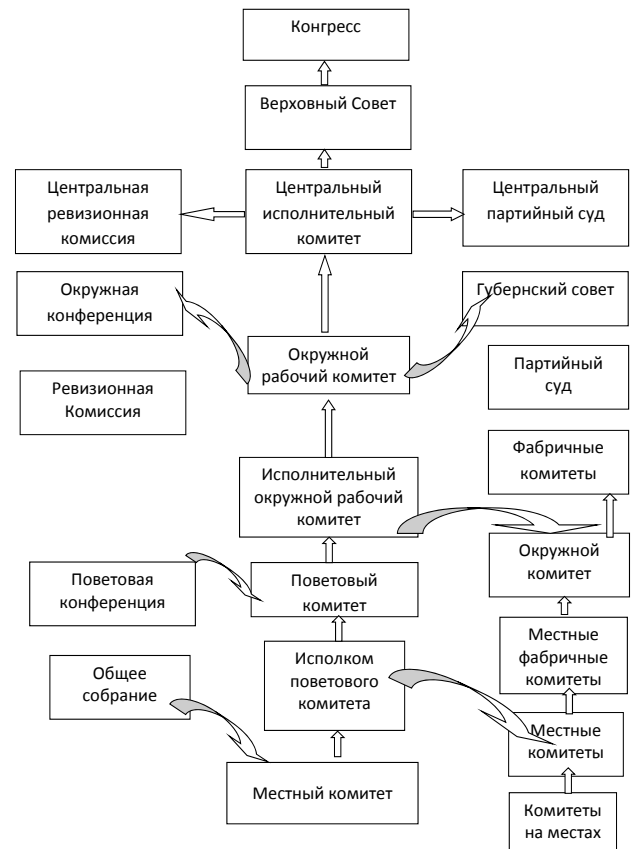 Конгресс
Верховный Совет
Центральная
ревизионная
комиссия
Центральный
исполнительный
комитет
Центральный
партийный суд
Окружная
конференция
Губернский совет
Окружной
рабочий комитет
Партийный
суд
Ревизионная
Комиссия
Фабричные
комитеты
Исполнительный
окружной рабочий
комитет
Окружной
комитет
Поветовая
конференция
Поветовый
комитет
Местные
фабричные
комитеты
Общее
собрание
Исполком
поветового
комитета
Местные
комитеты
Местный комитет
Комитеты
на местах